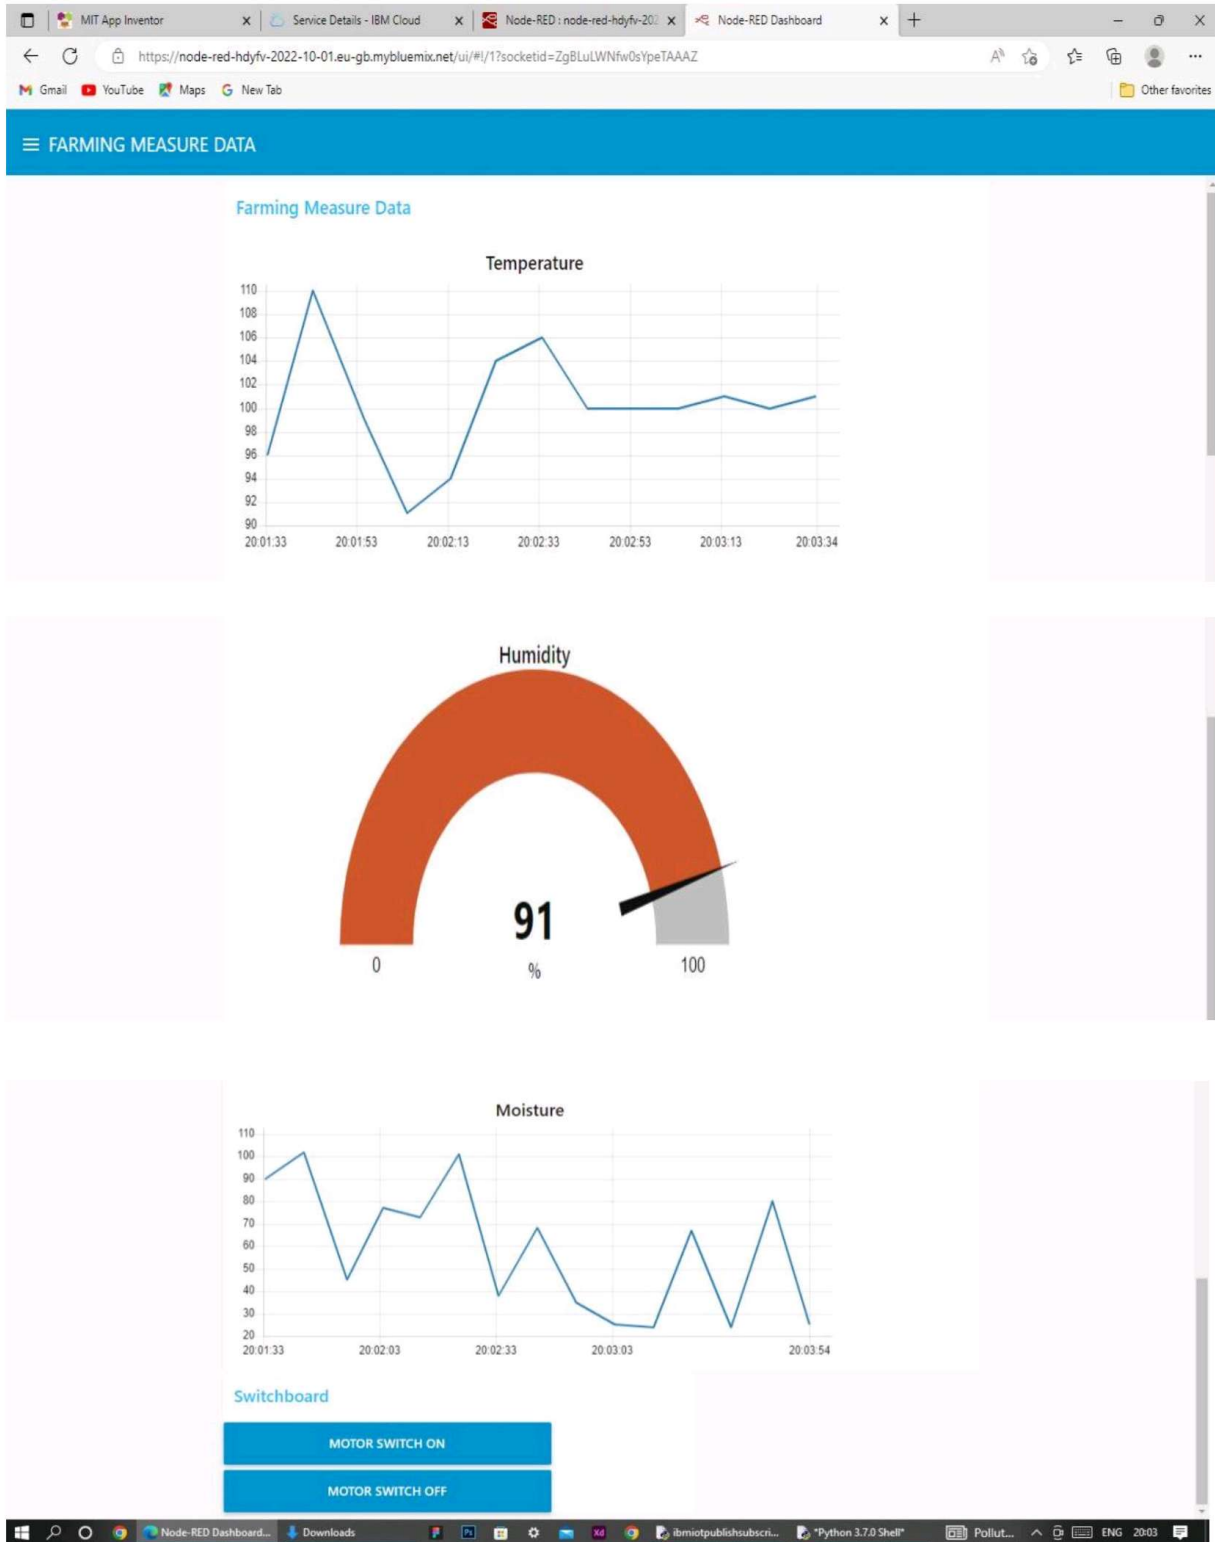 MIT App Inventor Service Details - IBM Cloud Node-RED : node-red-hdyfv-202 Node-RED Dashboard
https://node-red-hdyfv-2022-10-01.eu-gb.mybluemix.net/ui/#!/1?socketid=ZgBLuLWNfw0sYpeTAAAZ
Gmail YouTube Maps New Tab Other favorites
FARMING MEASURE DATA
Farming Measure Data
Temperature
110
108
106
104
102
100
98
96
94
92
90
20:01:33 20:01:53 20:02:13 20:02:33 20:02:53 20:03:13 20:03:34
Humidity
91
0 % 100
Moisture
110
100
90
80
70
60
50
40
30
20
20:01:33 20:02:03 20:02:33 20:03:03 20:03:54
Switchboard
MOTOR SWITCH ON
MOTOR SWITCH OFF
Node-RED Dashboard... Downloads Ps Xd ibmiotpublishsubscri... *Python 3.7.0 Shell* Pollut... ENG 20:03